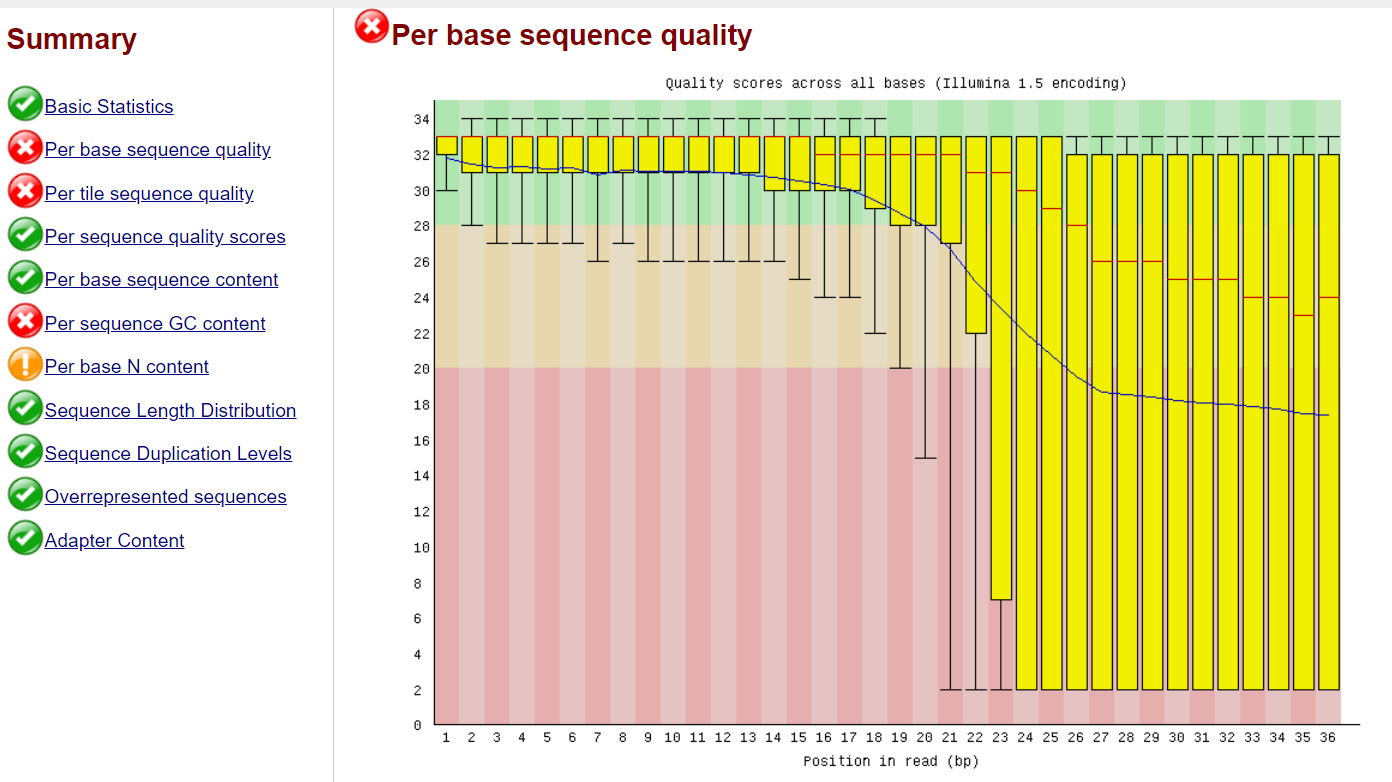 Summary
Basic Statistics
Per base sequence quality
Per tile sequence quality
Per sequence quality scores
Per base sequence content
Per sequence GC content
Per base N content
Sequence Length Distribution
Sequence Duplication Levels
Overrepresented sequences
Adapter Content
Per base sequence quality
Quality scores across all bases (Illumina 1.5 encoding)
34
32
30
28
26
24
22
20
18
16
14
12
10
8
6
4
2
0
1 2 3 4 5 6 7 8 9 10 11 12 13 14 15 16 17 18 19 20 21 22 23 24 25 26 27 28 29 30 31 32 33 34 35 36
Position in read (bp)